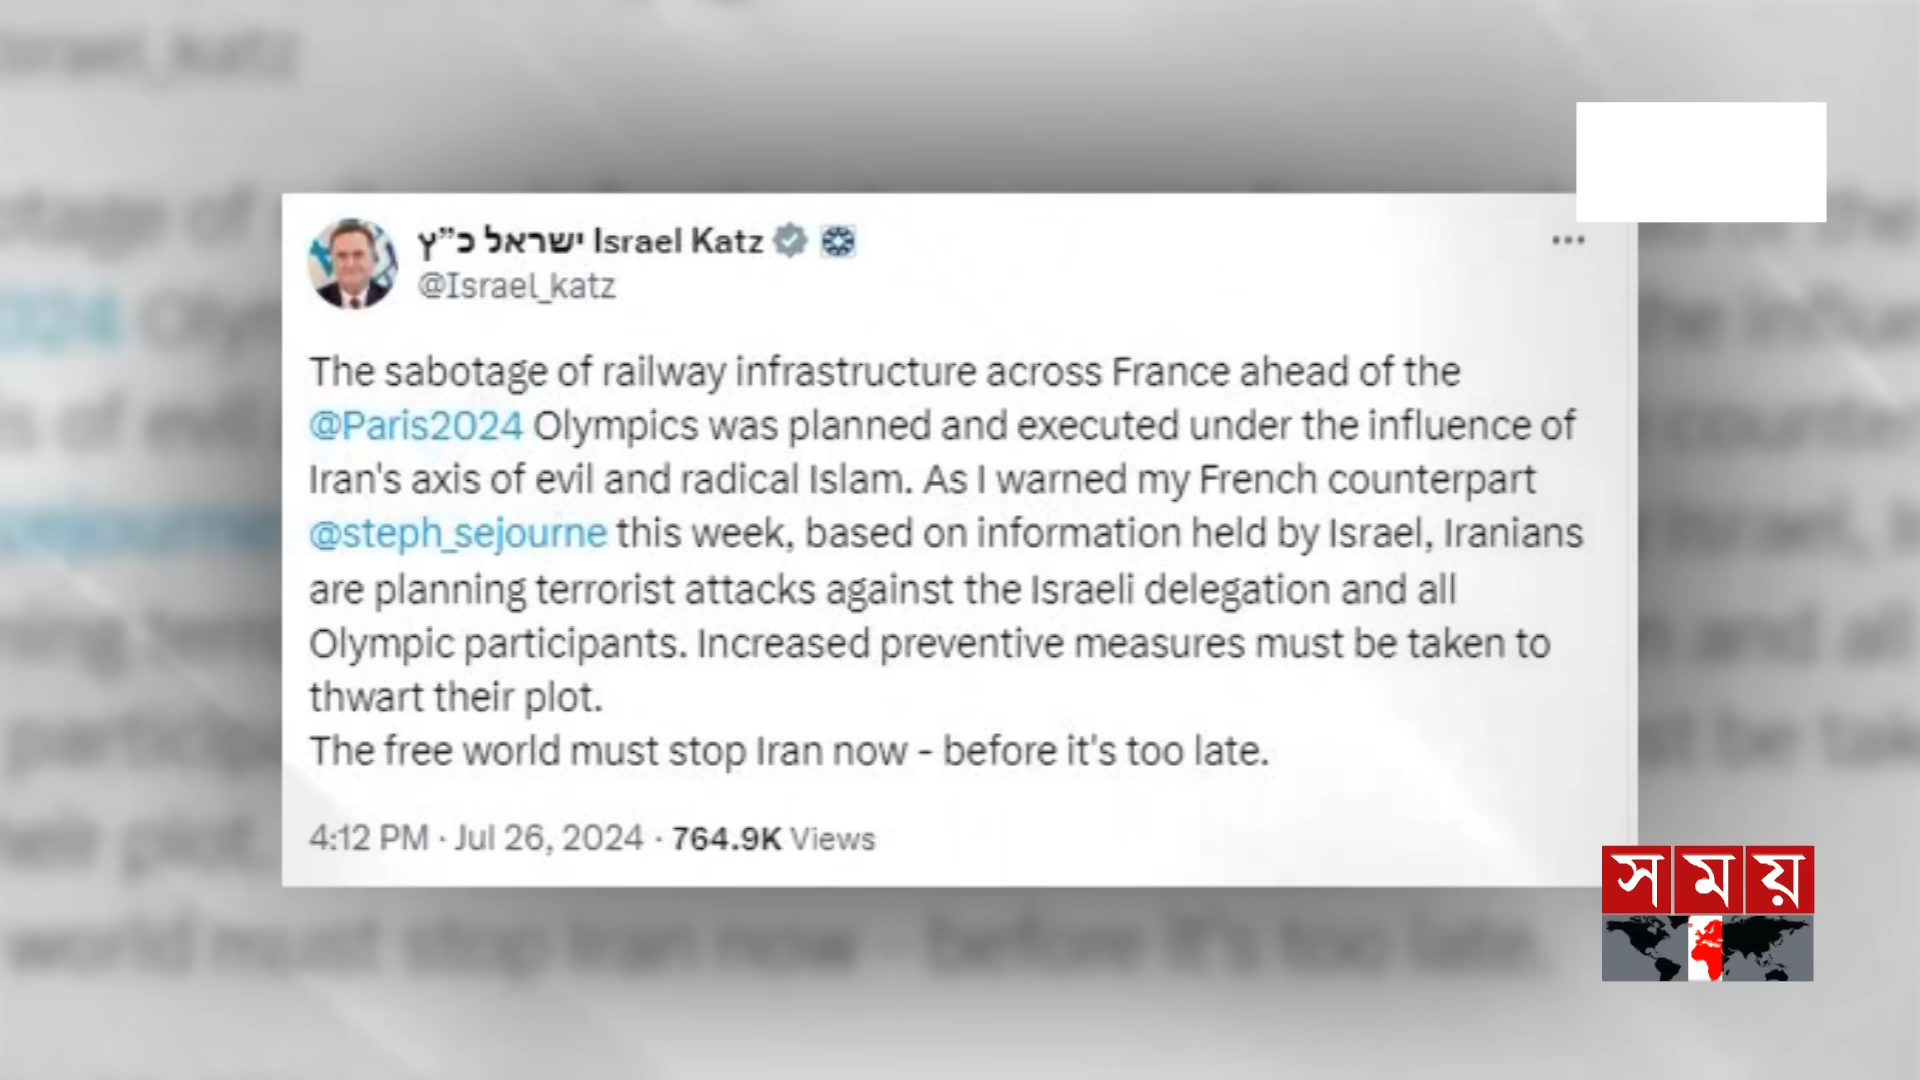 ישראל כ”ץ Israel Katz
@Israel_katz
The sabotage of railway infrastructure across France ahead of the
@Paris2024 Olympics was planned and executed under the influence of
Iran's axis of evil and radical Islam. As I warned my French counterpart
@steph_sejourne this week, based on information held by Israel, Iranians
are planning terrorist attacks against the Israeli delegation and all
Olympic participants. Increased preventive measures must be taken to
thwart their plot.
The free world must stop Iran now - before it's too late.
4:12 PM · Jul 26, 2024 · 764.9K Views
সময়